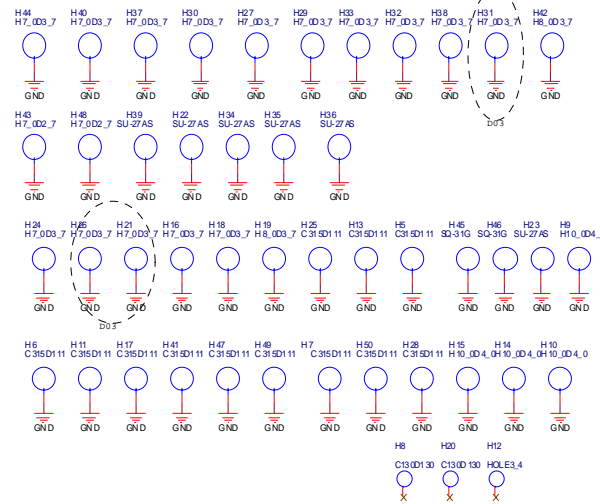 H44 H40 H37 H30 H27 H29 H33 H32 H38 H31 H42
H7_0D3_7 H7_0D3_7 H7_0D3_7 H7_0D3_7 H7_0D3_7 H7_0D3_7 H7_0D3_7 H7_0D3_7 H7_0D3_7 H7_0D3_7 H8_0D3_7
GND GND GND GND GND GND GND GND GND GND GND
D03
H43 H48 H39 H22 H34 H35 H36
H7_0D2_7 H7_0D2_7 SU-27AS SU-27AS SU-27AS SU-27AS SU-27AS
GND GND GND GND GND GND GND
H24 H26 H21 H16 H18 H19 H25 H13 H5 H45 H46 H23 H9
H7_0D3_7 H7_0D3_7 H7_0D3_7 H7_0D3_7 H7_0D3_7 H8_0D3_7 C315D111 C315D111 C315D111 SQ-31G SQ-31G SU-27AS H10_0D4_
GND GND GND GND GND GND GND GND GND GND GND GND GND
D03
H6 H11 H17 H41 H47 H49 H7 H50 H28 H15 H14 H10
C315D111 C315D111 C315D111 C315D111 C315D111 C315D111 C315D111 C315D111 C315D111 H10_0D4_0 H10_0D4_0 H10_0D4_0
GND GND GND GND GND GND GND GND GND GND GND GND
H8 H20 H12
C130D130 C130D130 HOLE3_4